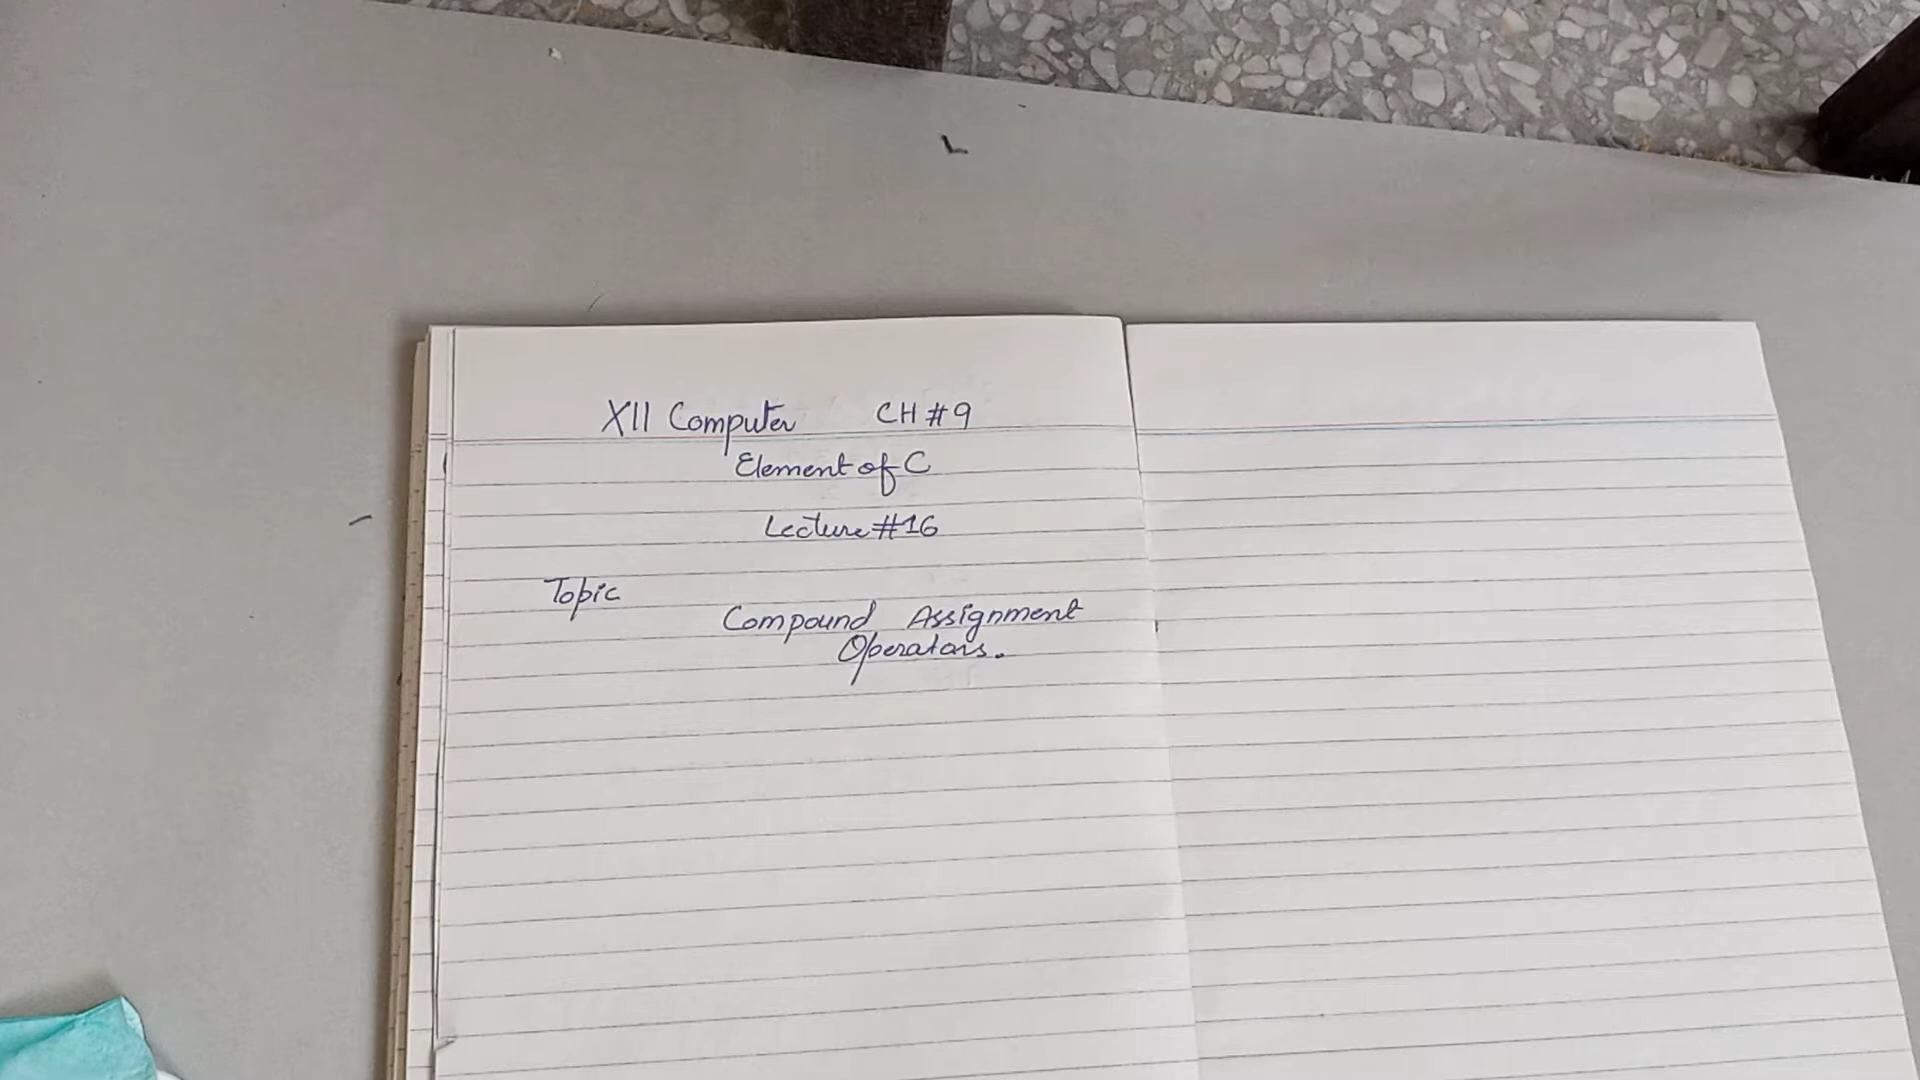 XII Computer CH#9
Element of C
Lecture #16
Topic
Compound Assignment
Operators.